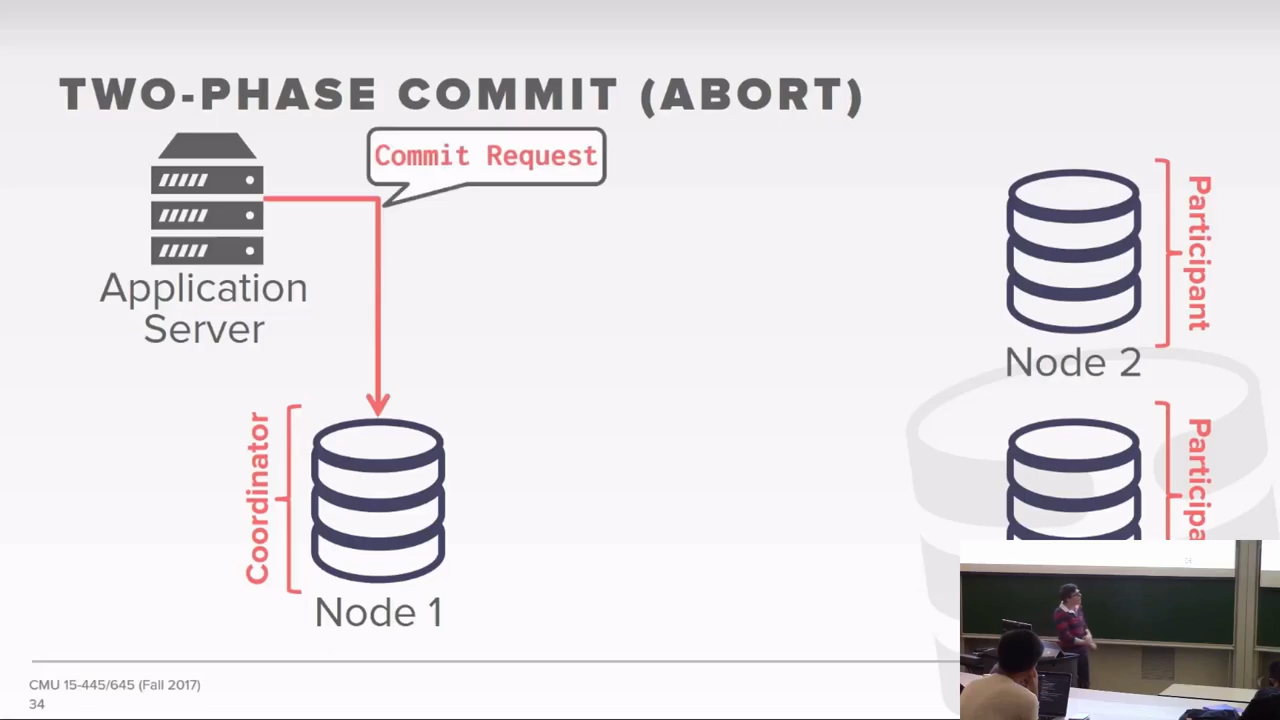 TWO-PHASE COMMIT (ABORT)
Commit Request
Application
Server
Participant
Node 2
Coordinator
Node 1
Participa
CMU 15-445/645 (Fall 2017)
34